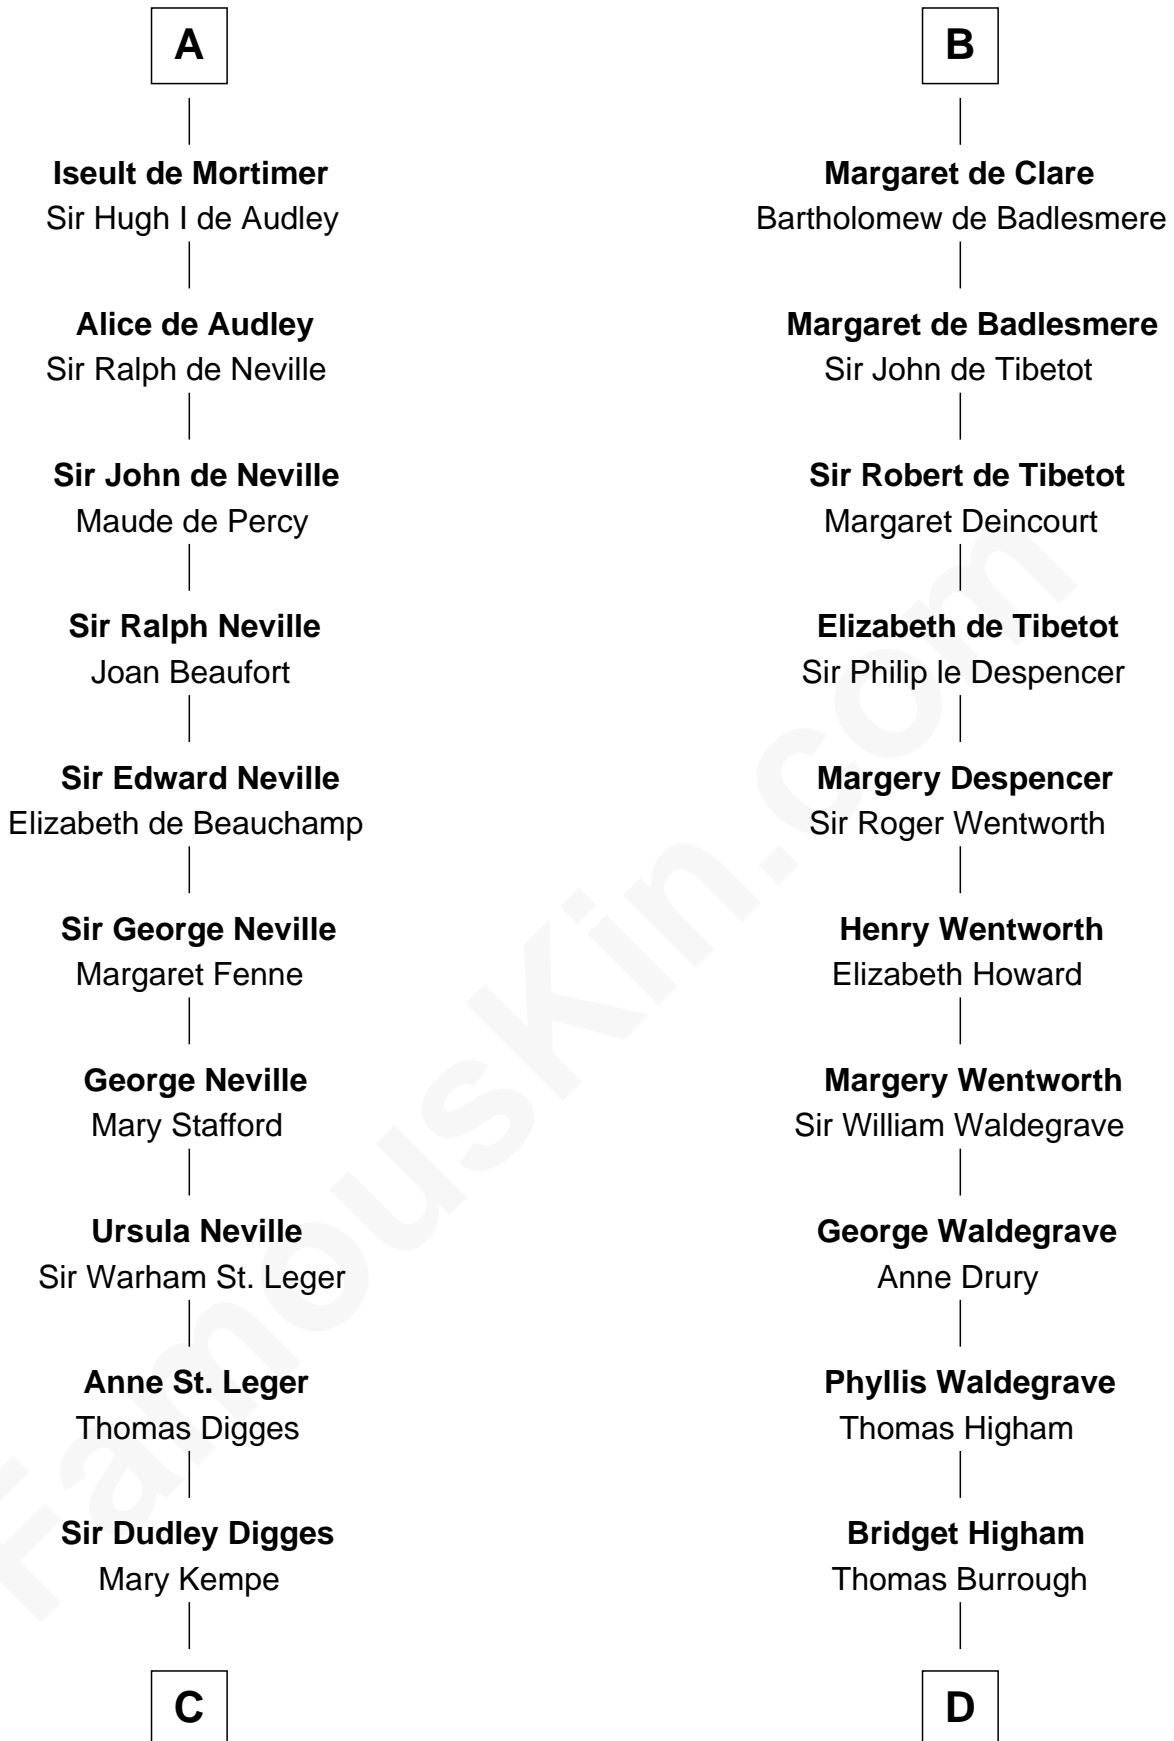 A
Iseult de Mortimer
Sir Hugh I de Audley
Alice de Audley
Sir Ralph de Neville
Sir John de Neville
Maude de Percy
Sir Ralph Neville
Joan Beaufort
Sir Edward Neville
Elizabeth de Beauchamp
Sir George Neville
Margaret Fenne
George Neville
Mary Stafford
Ursula Neville
Sir Warham St. Leger
Anne St. Leger
Thomas Digges
Sir Dudley Digges
Mary Kempe
C
B
Margaret de Clare
Bartholomew de Badlesmere
Margaret de Badlesmere
Sir John de Tibetot
Sir Robert de Tibetot
Margaret Deincourt
Elizabeth de Tibetot
Sir Philip le Despencer
Margery Despencer
Sir Roger Wentworth
Henry Wentworth
Elizabeth Howard
Margery Wentworth
Sir William Waldegrave
George Waldegrave
Anne Drury
Phyllis Waldegrave
Thomas Higham
Bridget Higham
Thomas Burrough
D
FamousKin.com